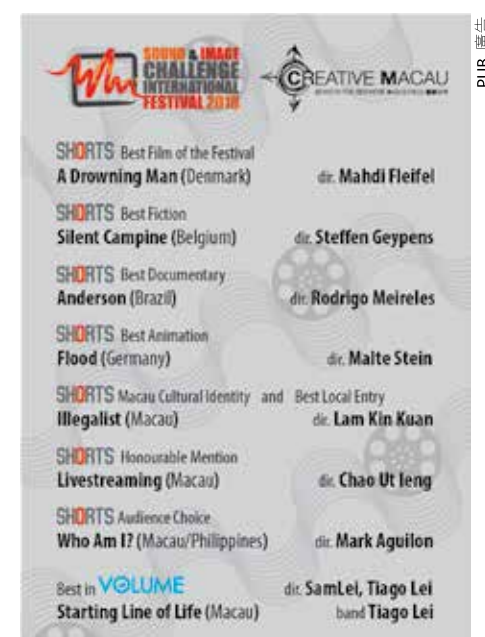 SOUND & IMAGE
CHALLENGE
INTERNATIONAL
FESTIVAL 2018
CREATIVE MACAU
PUB 廣告
SHORTS Best Film of the Festival
A Drowning Man (Denmark) dir. Mahdi Fleifel
SHORTS Best Fiction
Silent Campine (Belgium) dir. Steffen Geypens
SHORTS Best Documentary
Anderson (Brazil) dir. Rodrigo Meireles
SHORTS Best Animation
Flood (Germany) dir. Malte Stein
SHORTS Macau Cultural Identity and Best Local Entry
Illegalist (Macau) dir. Lam Kin Kuan
SHORTS Honourable Mention
Livestreaming (Macau) dir. Chao Ut Ieng
SHORTS Audience Choice
Who Am I? (Macau/Philippines) dir. Mark Aguilon
Best in VOLUME dir. SamLei, Tiago Lei
Starting Line of Life (Macau) band Tiago Lei